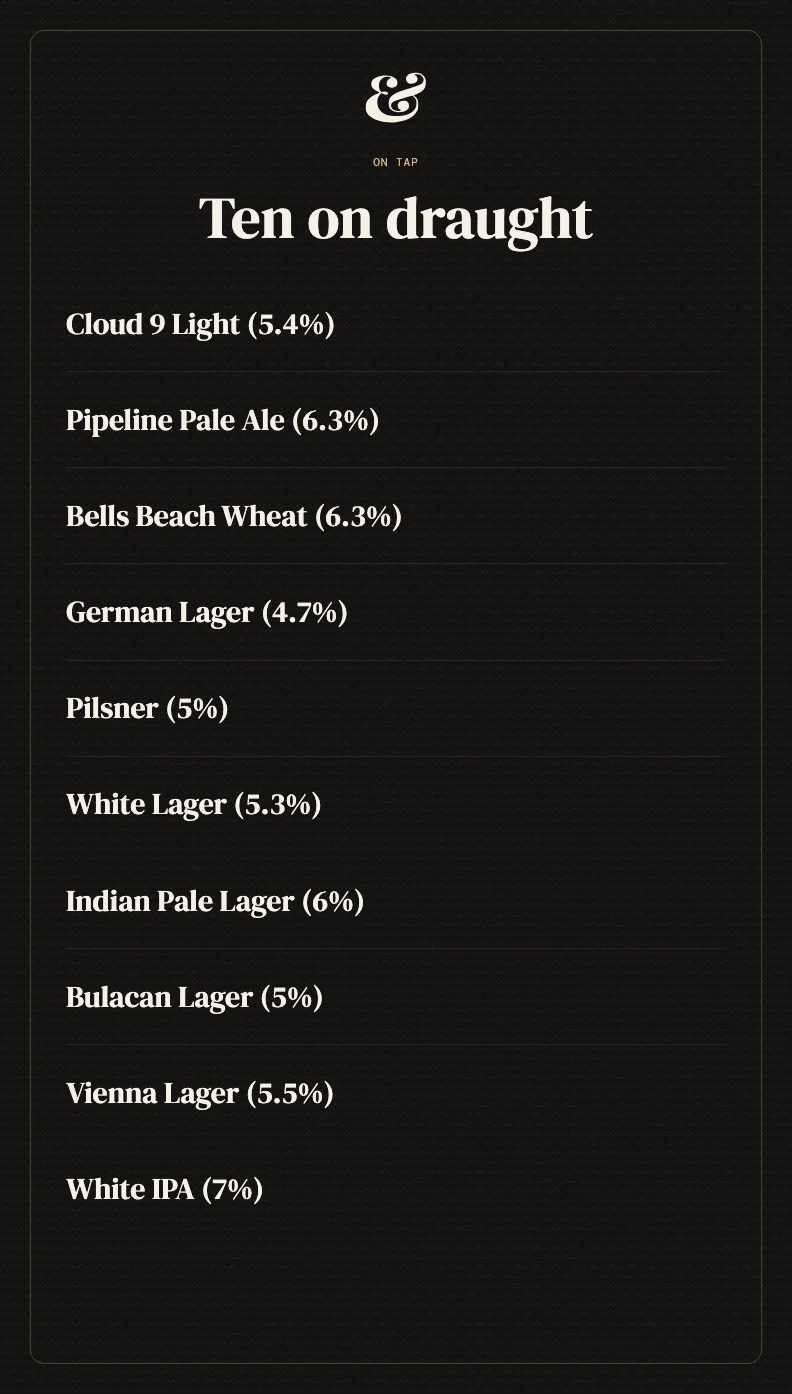 &
ON TAP
Ten on draught
Cloud 9 Light (5.4%)
Pipeline Pale Ale (6.3%)
Bells Beach Wheat (6.3%)
German Lager (4.7%)
Pilsner (5%)
White Lager (5.3%)
Indian Pale Lager (6%)
Bulacan Lager (5%)
Vienna Lager (5.5%)
White IPA (7%)